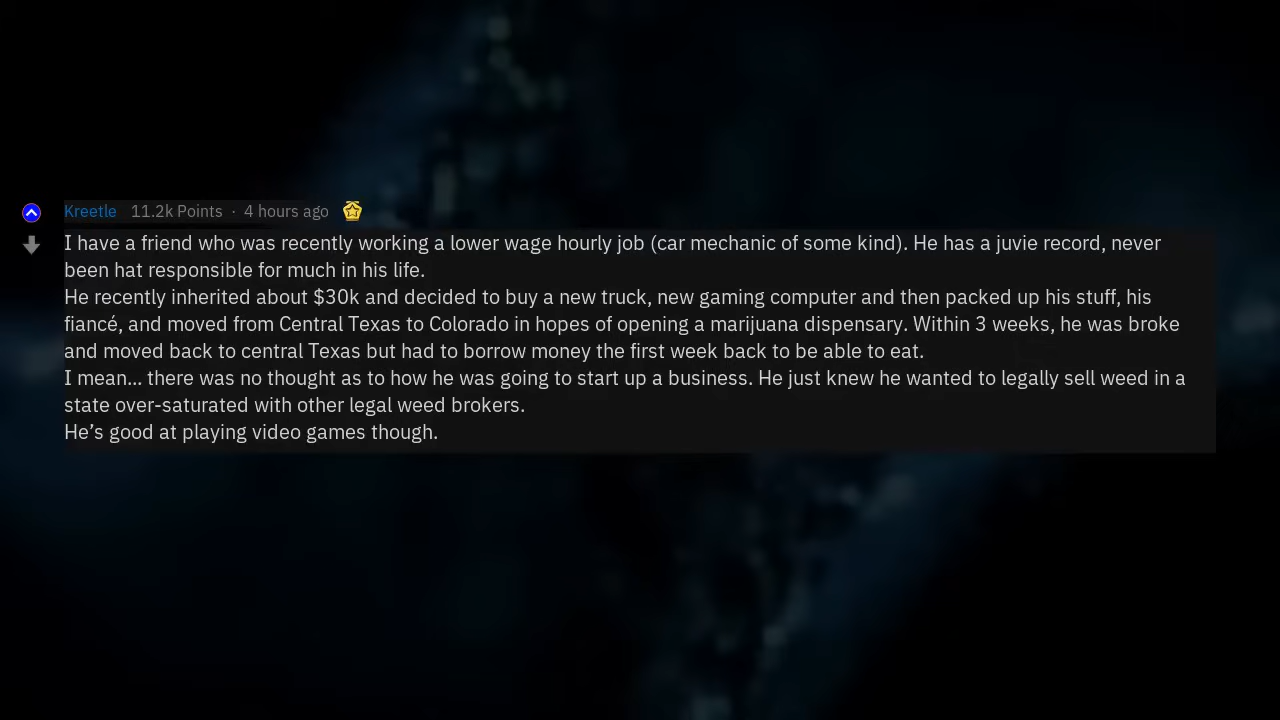 Kreetle 11.2k Points · 4 hours ago
I have a friend who was recently working a lower wage hourly job (car mechanic of some kind). He has a juvie record, never
been hat responsible for much in his life.
He recently inherited about $30k and decided to buy a new truck, new gaming computer and then packed up his stuff, his
fiancé, and moved from Central Texas to Colorado in hopes of opening a marijuana dispensary. Within 3 weeks, he was broke
and moved back to central Texas but had to borrow money the first week back to be able to eat.
I mean... there was no thought as to how he was going to start up a business. He just knew he wanted to legally sell weed in a
state over-saturated with other legal weed brokers.
He’s good at playing video games though.